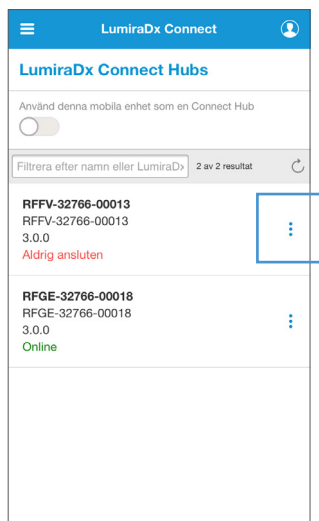 LumiraDx Connect
LumiraDx Connect Hubs
Använd denna mobila enhet som en Connect Hub
Filtrera efter namn eller LumiraDx 2 av 2 resultat
RFFV-32766-00013
RFFV-32766-00013
3.0.0
Aldrig ansluten
RFGE-32766-00018
RFGE-32766-00018
3.0.0
Online